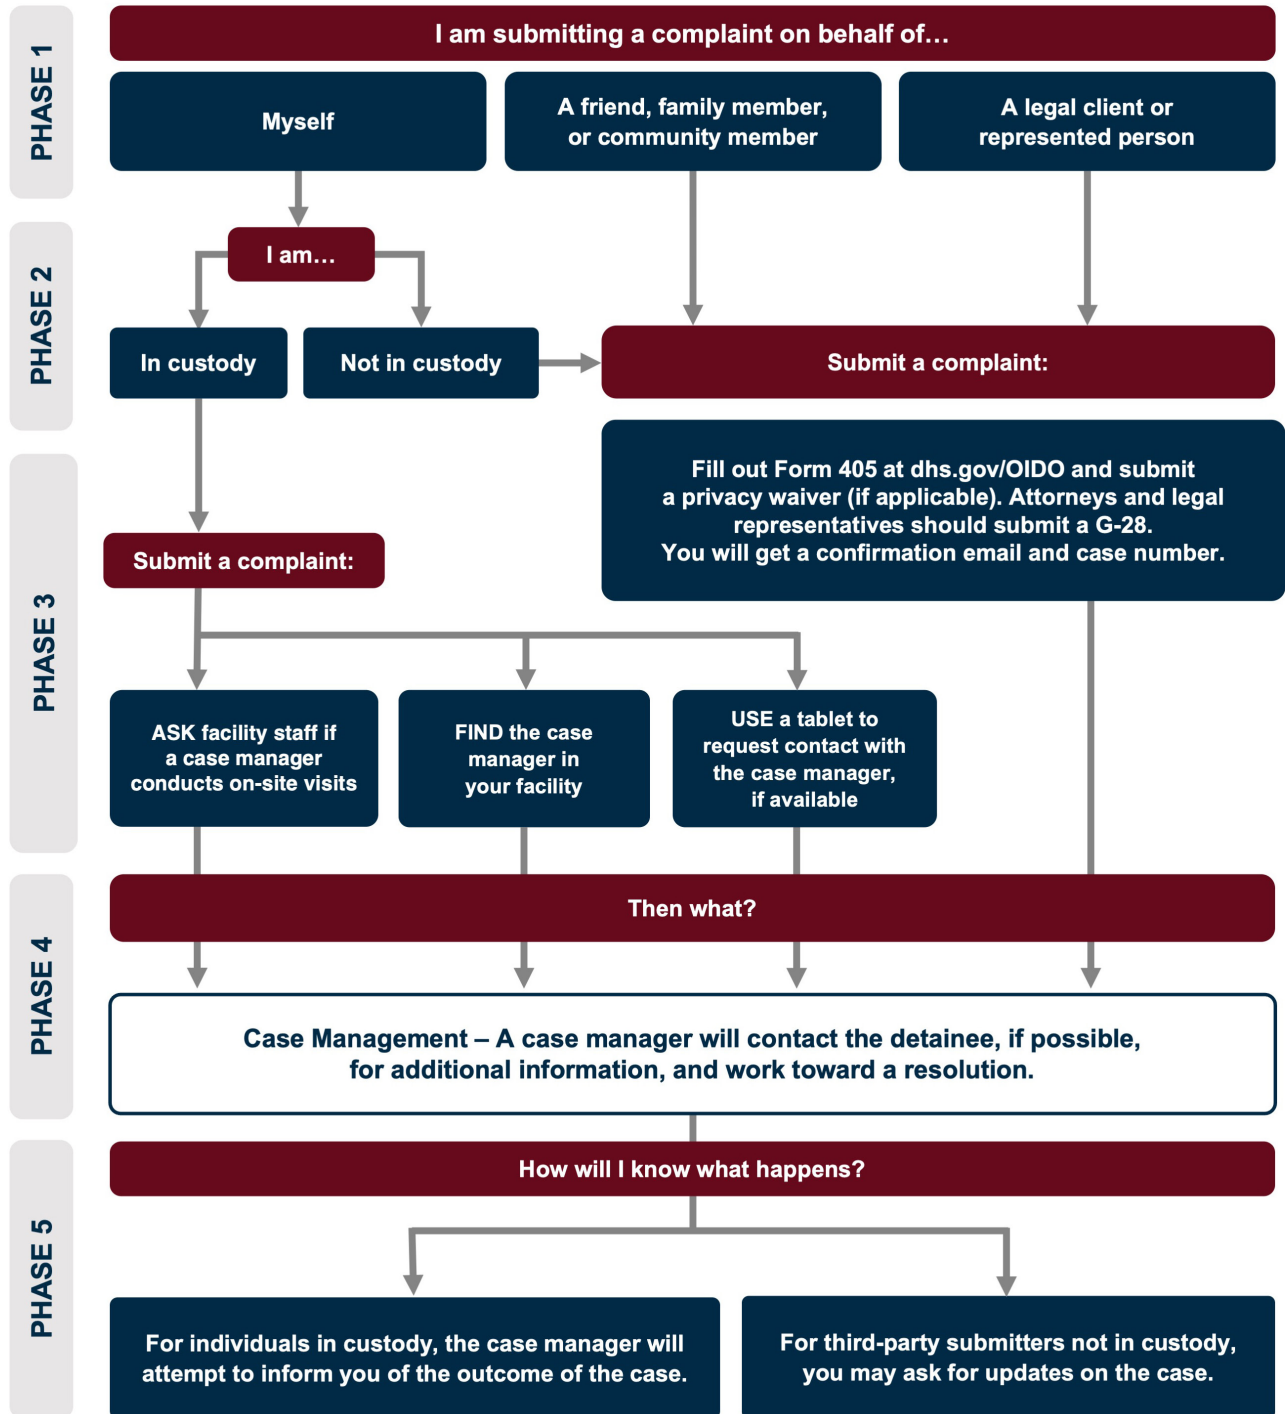 PHASE 1
I am submitting a complaint on behalf of…
Myself
A friend, family member,
or community member
A legal client or
represented person
PHASE 2
I am…
In custody
Not in custody
Submit a complaint:
Fill out Form 405 at dhs.gov/OIDO and submit
a privacy waiver (if applicable). Attorneys and legal
representatives should submit a G-28.
You will get a confirmation email and case number.
PHASE 3
Submit a complaint:
ASK facility staff if
a case manager
conducts on-site visits
FIND the case
manager in
your facility
USE a tablet to
request contact with
the case manager,
if available
PHASE 4
Then what?
Case Management – A case manager will contact the detainee, if possible,
for additional information, and work toward a resolution.
PHASE 5
How will I know what happens?
For individuals in custody, the case manager will
attempt to inform you of the outcome of the case.
For third-party submitters not in custody,
you may ask for updates on the case.